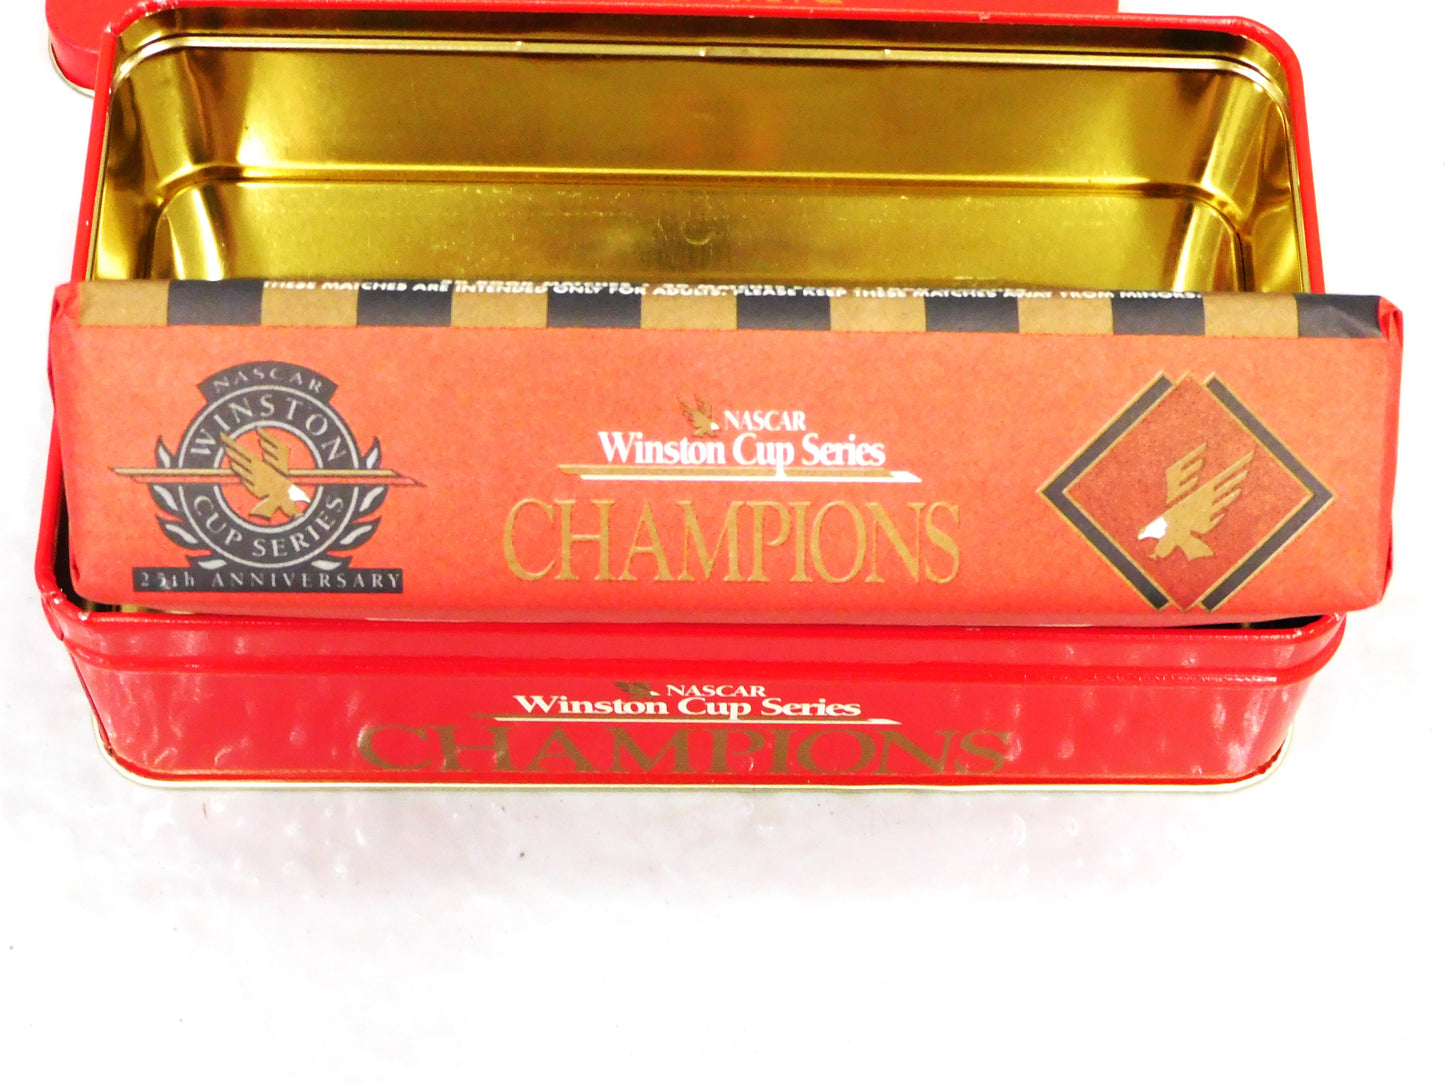 THESE MATCHES ARE INTENDED ONLY FOR ADULTS. PLEASE KEEP THESE MATCHES AWAY FROM MINORS.
NASCAR
WINSTON
CUP SERIES
25th ANNIVERSARY
NASCAR
Winston Cup Series
CHAMPIONS
NASCAR
Winston Cup Series
CHAMPIONS